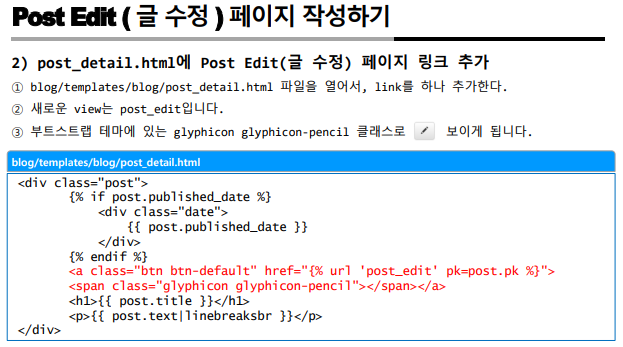 Post Edit ( 글 수정 ) 페이지 작성하기
2) post_detail.html에 Post Edit(글 수정) 페이지 링크 추가
① blog/templates/blog/post_detail.html 파일을 열어서, link를 하나 추가한다.
② 새로운 view는 post_edit입니다.
③ 부트스트랩 테마에 있는 glyphicon glyphicon-pencil 클래스로 보이게 됩니다.
blog/templates/blog/post_detail.html
<div class="post">
{% if post.published_date %}
<div class="date">
{{ post.published_date }}
</div>
{% endif %}
<a class="btn btn-default" href="{% url 'post_edit' pk=post.pk %}">
<span class="glyphicon glyphicon-pencil"></span></a>
<h1>{{ post.title }}</h1>
<p>{{ post.text|linebreaksbr }}</p>
</div>